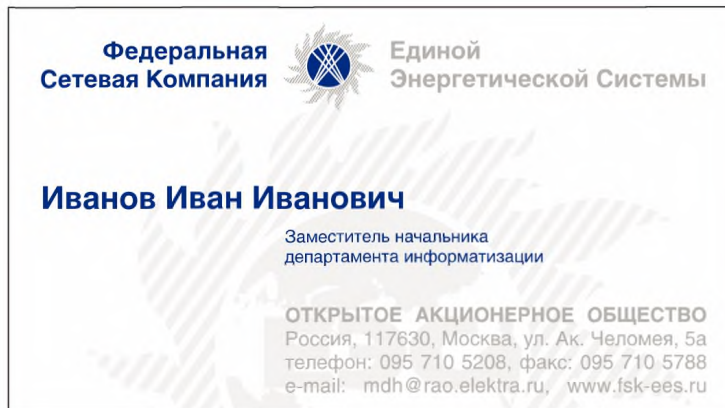 Федеральная
Сетевая Компания
Единой
Энергетической Системы
Иванов Иван Иванович
Заместитель начальника
департамента информатизации
ОТКРЫТОЕ АКЦИОНЕРНОЕ ОБЩЕСТВО
Россия, 117630, Москва, ул. Ак. Челомея, 5а
телефон: 095 710 5208, факс: 095 710 5788
e-mail: mdh@rao.elektra.ru, www.fsk-ees.ru